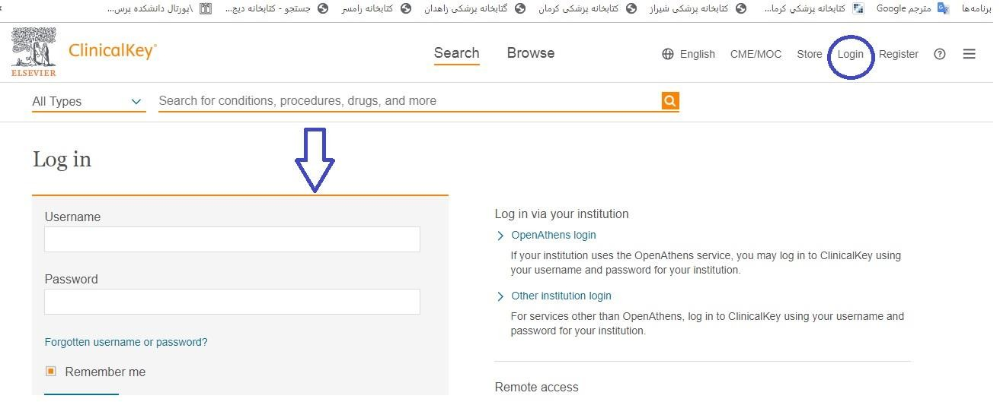 برنامه‌ها
مترجم Google
کتابخانه پزشکي کرما...
کتابخانه پزشکی شیراز
کتابخانه پزشکی کرمان
گتابخانه پزشکی زاهدان
کتابخانه رامسر
جستجو - کتابخانه دیج...
\پورتال دانشکده پرس...
ELSEVIER
ClinicalKey®
Search
Browse
English
CME/MOC
Store
Login
Register
All Types
Search for conditions, procedures, drugs, and more
Log in
Username
Password
Forgotten username or password?
Remember me
Log in via your institution
OpenAthens login
If your institution uses the OpenAthens service, you may log in to ClinicalKey using
your username and password for your institution.
Other institution login
For services other than OpenAthens, log in to ClinicalKey using your username and
password for your institution.
Remote access